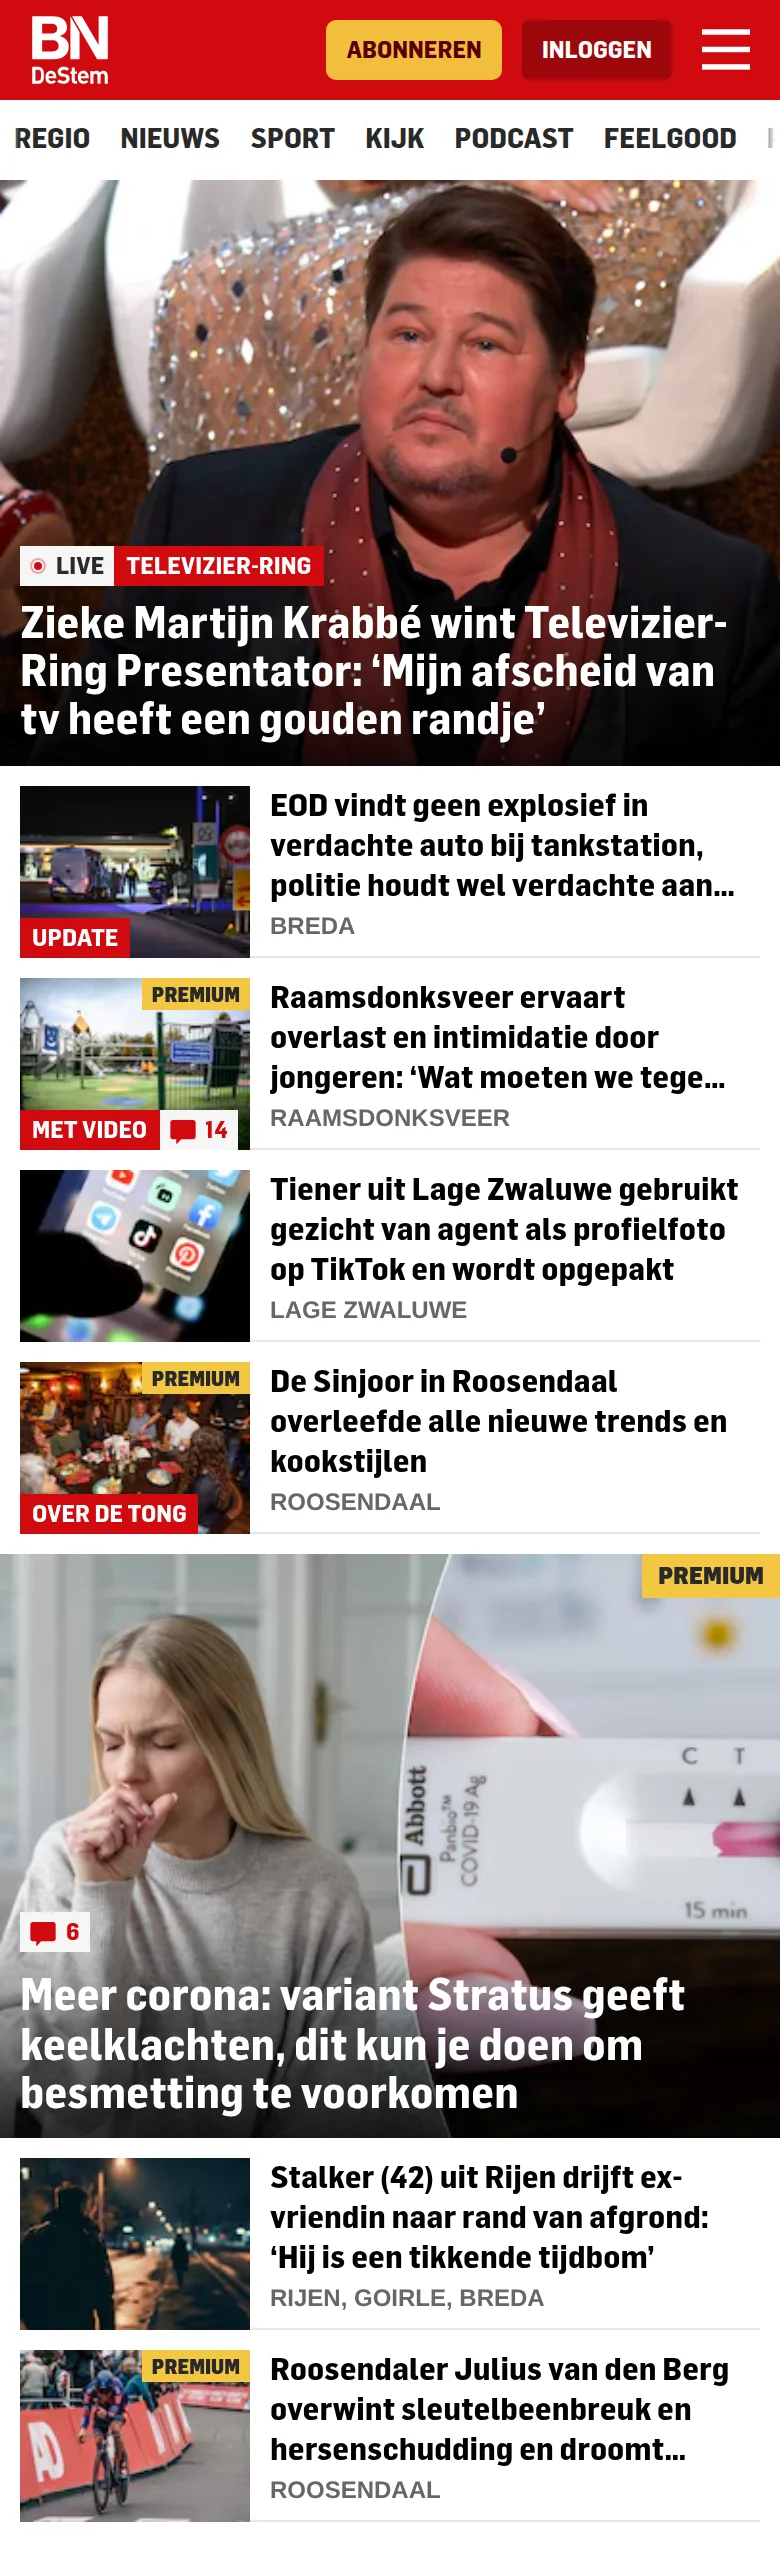 BN
DeStem
ABONNEREN
INLOGGEN
REGIO NIEUWS SPORT KIJK PODCAST FEELGOOD
LIVE TELEVIZIER-RING
Zieke Martijn Krabbé wint Televizier-
Ring Presentator: ‘Mijn afscheid van
tv heeft een gouden randje’
UPDATE
EOD vindt geen explosief in
verdachte auto bij tankstation,
politie houdt wel verdachte aan...
BREDA
PREMIUM
MET VIDEO 14
Raamsdonksveer ervaart
overlast en intimidatie door
jongeren: ‘Wat moeten we tege...
RAAMSDONKSVEER
Tiener uit Lage Zwaluwe gebruikt
gezicht van agent als profielfoto
op TikTok en wordt opgepakt
LAGE ZWALUWE
PREMIUM
OVER DE TONG
De Sinjoor in Roosendaal
overleefde alle nieuwe trends en
kookstijlen
ROOSENDAAL
PREMIUM
C T
Abbott
Panbio™
COVID-19 Ag
15 min
6
Meer corona: variant Stratus geeft
keelklachten, dit kun je doen om
besmetting te voorkomen
Stalker (42) uit Rijen drijft ex-
vriendin naar rand van afgrond:
‘Hij is een tikkende tijdbom’
RIJEN, GOIRLE, BREDA
PREMIUM
AD
Roosendaler Julius van den Berg
overwint sleutelbeenbreuk en
hersenschudding en droomt...
ROOSENDAAL